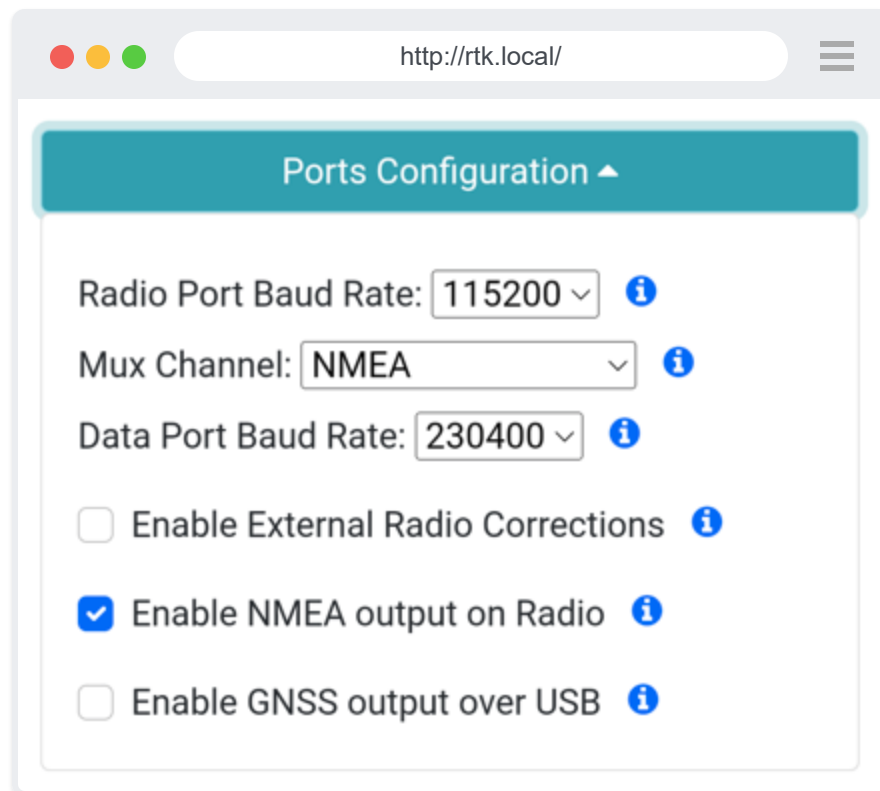 http://rtk.local/
Ports Configuration
Radio Port Baud Rate: 115200
Mux Channel: NMEA
Data Port Baud Rate: 230400
Enable External Radio Corrections
Enable NMEA output on Radio
Enable GNSS output over USB